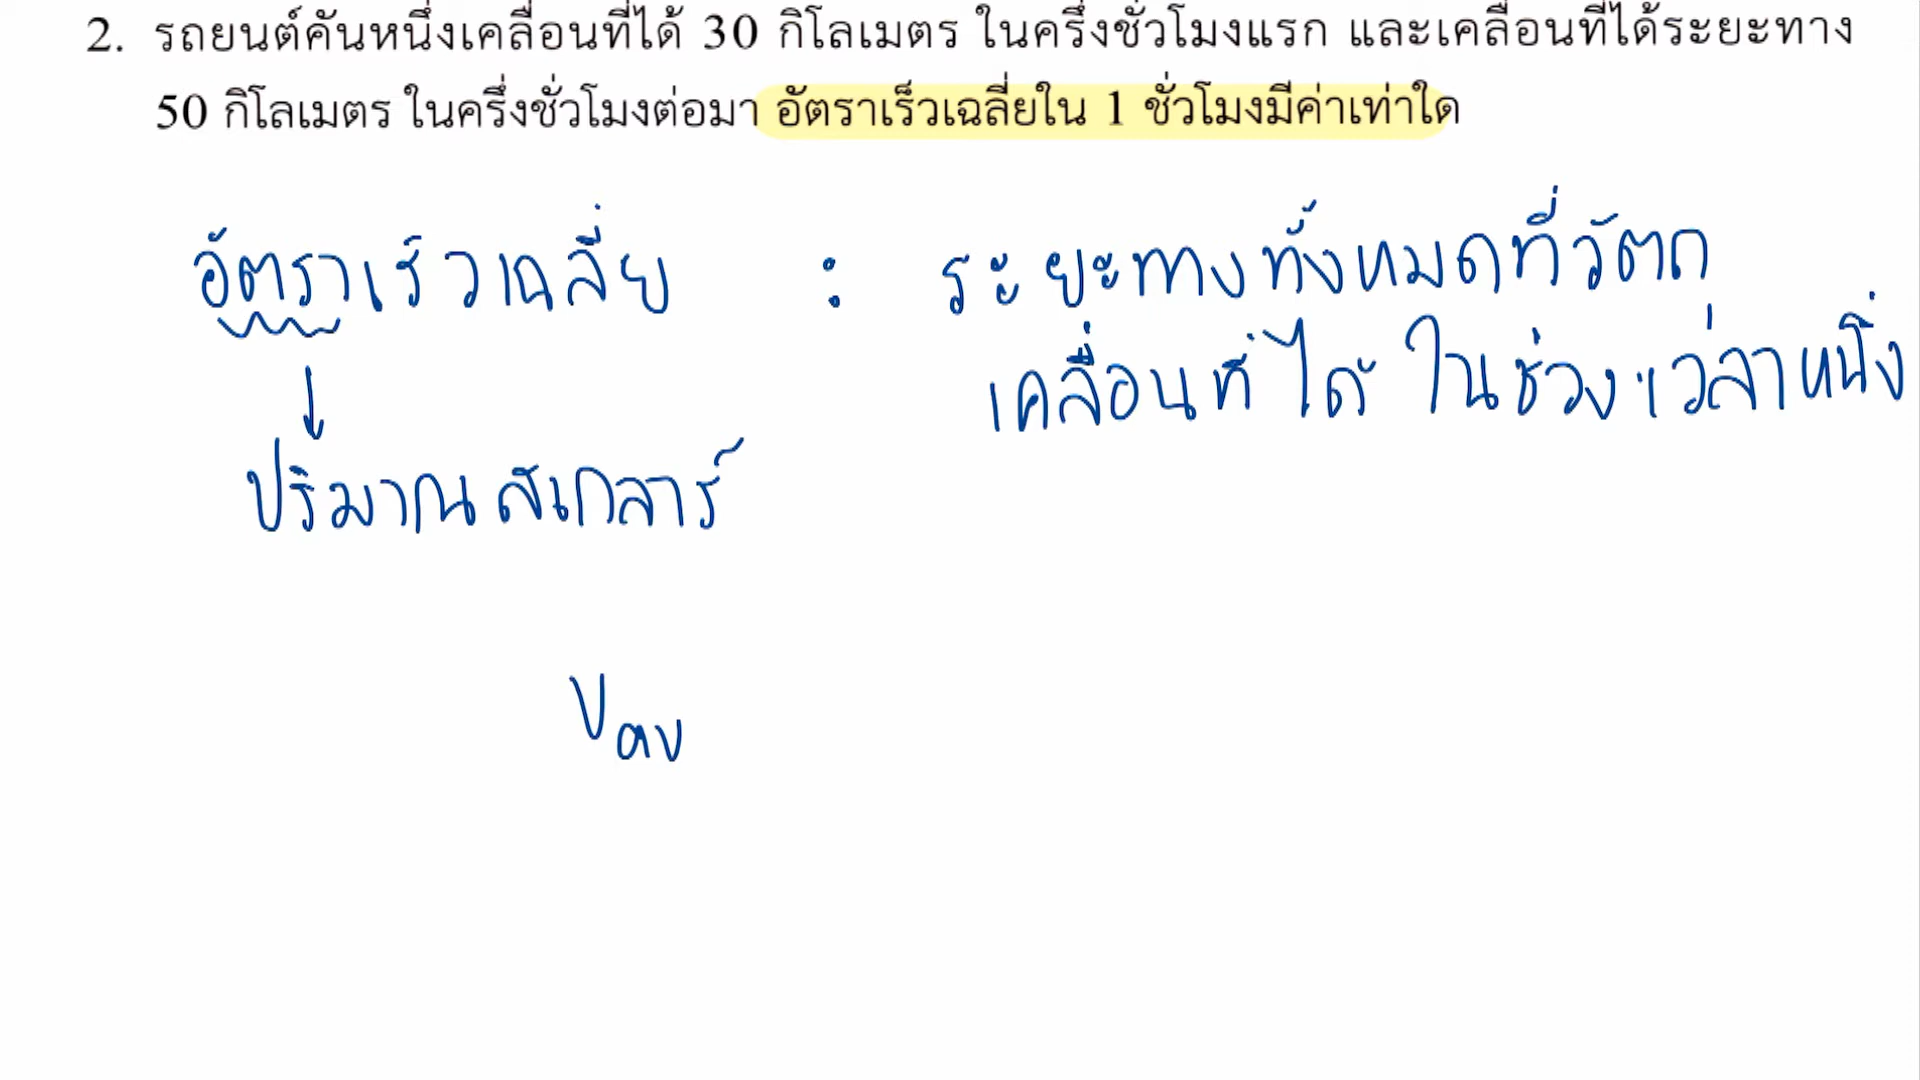 2. รถยนต์คันหนึ่งเคลื่อนที่ได้ 30 กิโลเมตร ในครึ่งชั่วโมงแรก และเคลื่อนที่ได้ระยะทาง
50 กิโลเมตร ในครึ่งชั่วโมงต่อมา อัตราเร็วเฉลี่ยใน 1 ชั่วโมงมีค่าเท่าใด
อัตราเร็วเฉลี่ย : ระยะทางทั้งหมดที่วัตถุ
เคลื่อนที่ได้ ในช่วงเวลาหนึ่ง
ปริมาณสเกลาร์
v av